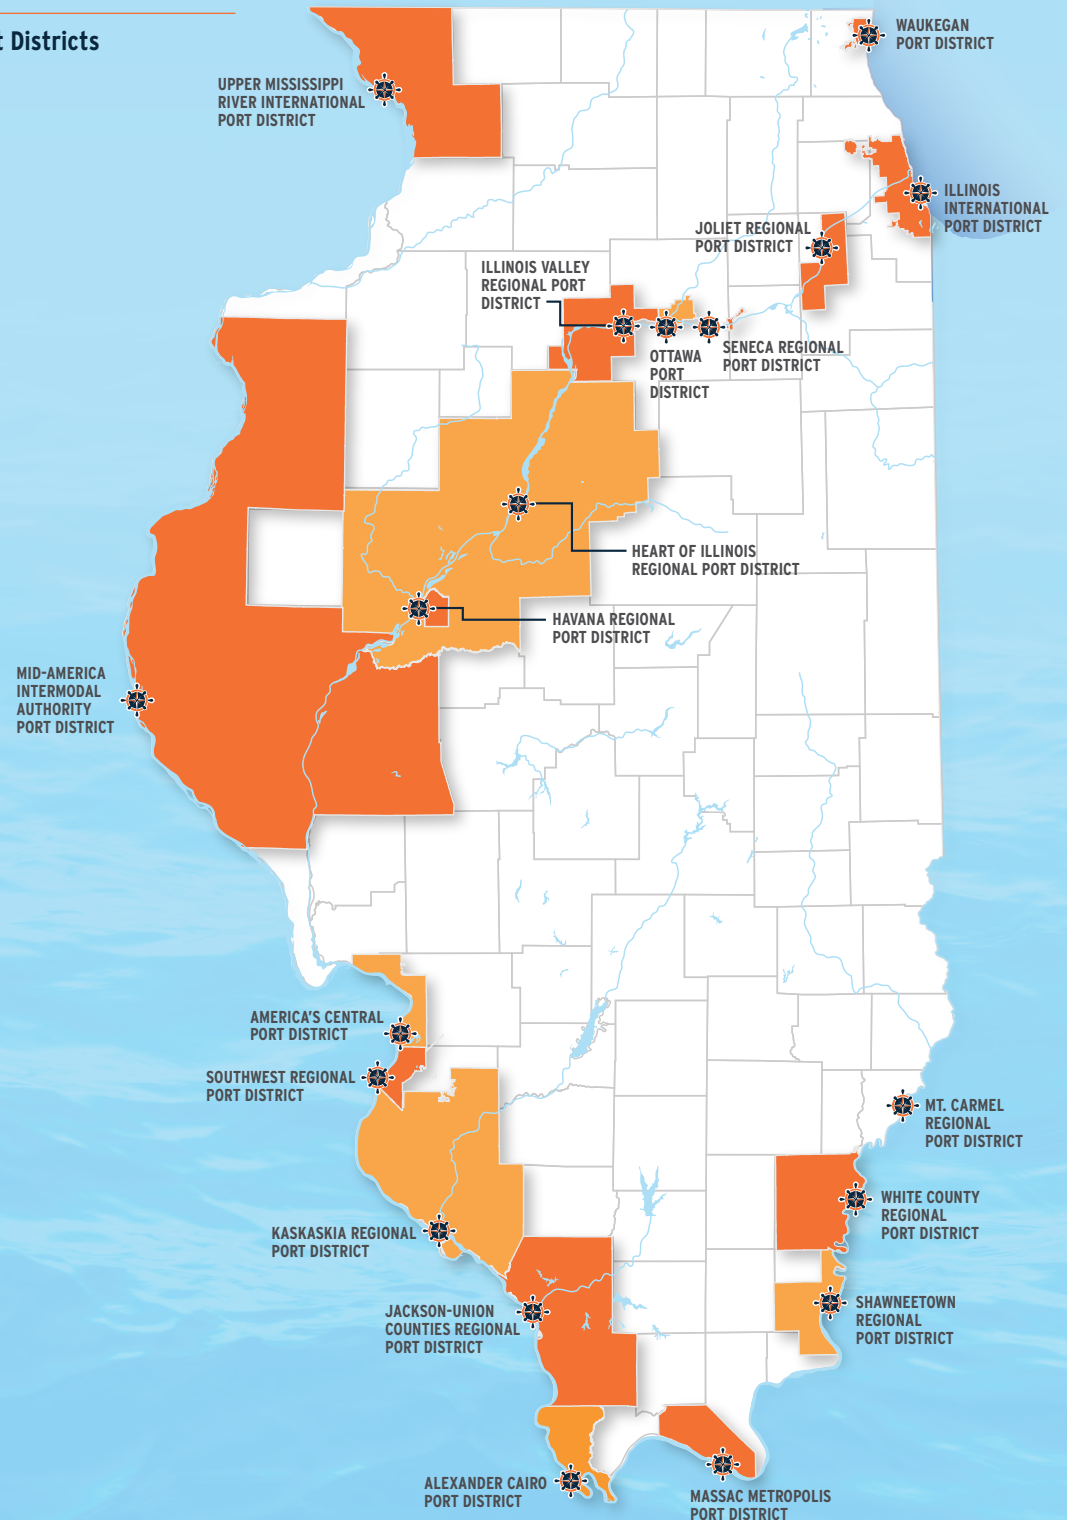 t Districts
WAUKEGAN
PORT DISTRICT
UPPER MISSISSIPPI
RIVER INTERNATIONAL
PORT DISTRICT
ILLINOIS
INTERNATIONAL
PORT DISTRICT
JOLIET REGIONAL
PORT DISTRICT
ILLINOIS VALLEY
REGIONAL PORT
DISTRICT
OTTAWA
PORT
DISTRICT
SENECA REGIONAL
PORT DISTRICT
HEART OF ILLINOIS
REGIONAL PORT DISTRICT
HAVANA REGIONAL
PORT DISTRICT
MID-AMERICA
INTERMODAL
AUTHORITY
PORT DISTRICT
AMERICA'S CENTRAL
PORT DISTRICT
SOUTHWEST REGIONAL
PORT DISTRICT
MT. CARMEL
REGIONAL
PORT DISTRICT
WHITE COUNTY
REGIONAL
PORT DISTRICT
KASKASKIA REGIONAL
PORT DISTRICT
SHAWNEETOWN
REGIONAL
PORT DISTRICT
JACKSON-UNION
COUNTIES REGIONAL
PORT DISTRICT
ALEXANDER CAIRO
PORT DISTRICT
MASSAC METROPOLIS
PORT DISTRICT